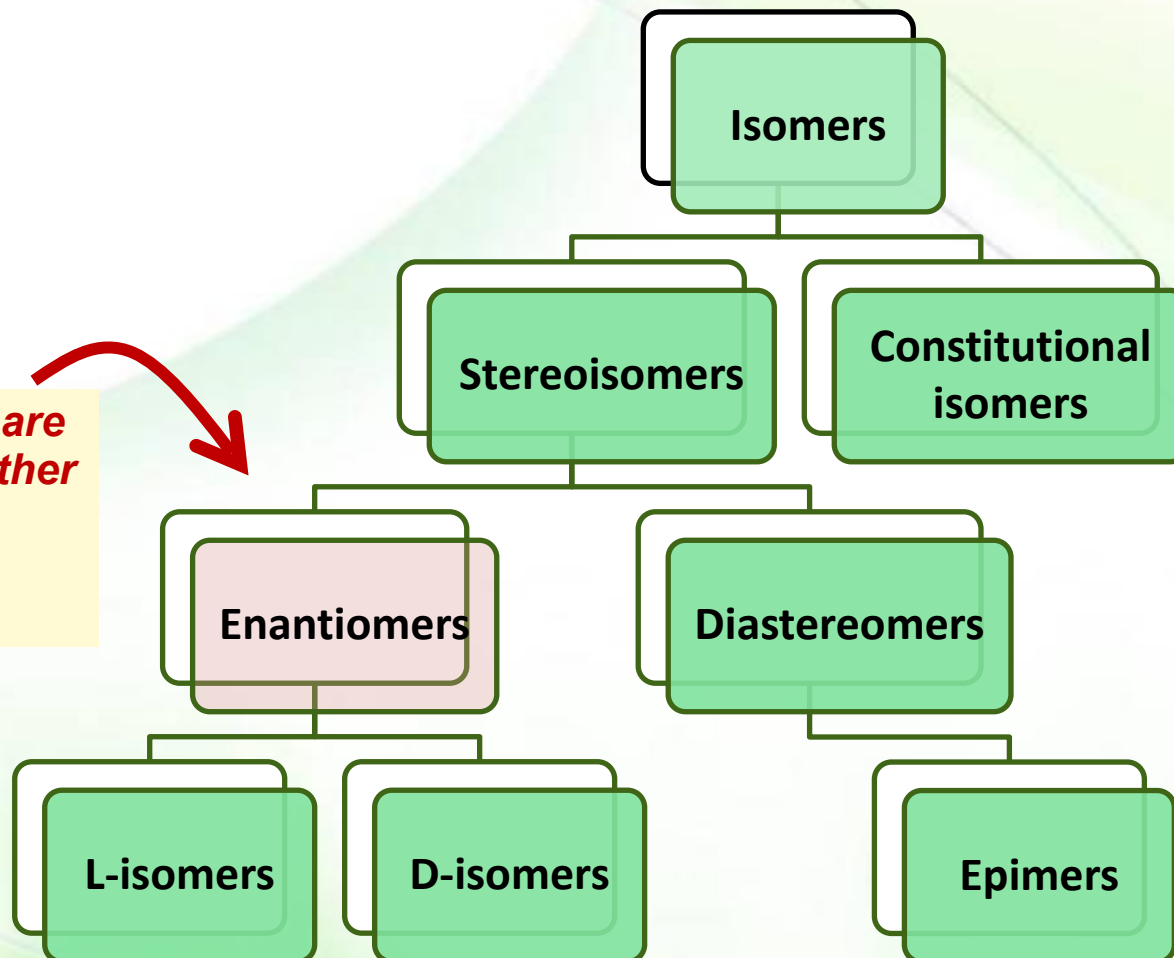 Isomers
Stereoisomers
Constitutional
isomers
are
ther
Enantiomers
Diastereomers
L-isomers
D-isomers
Epimers